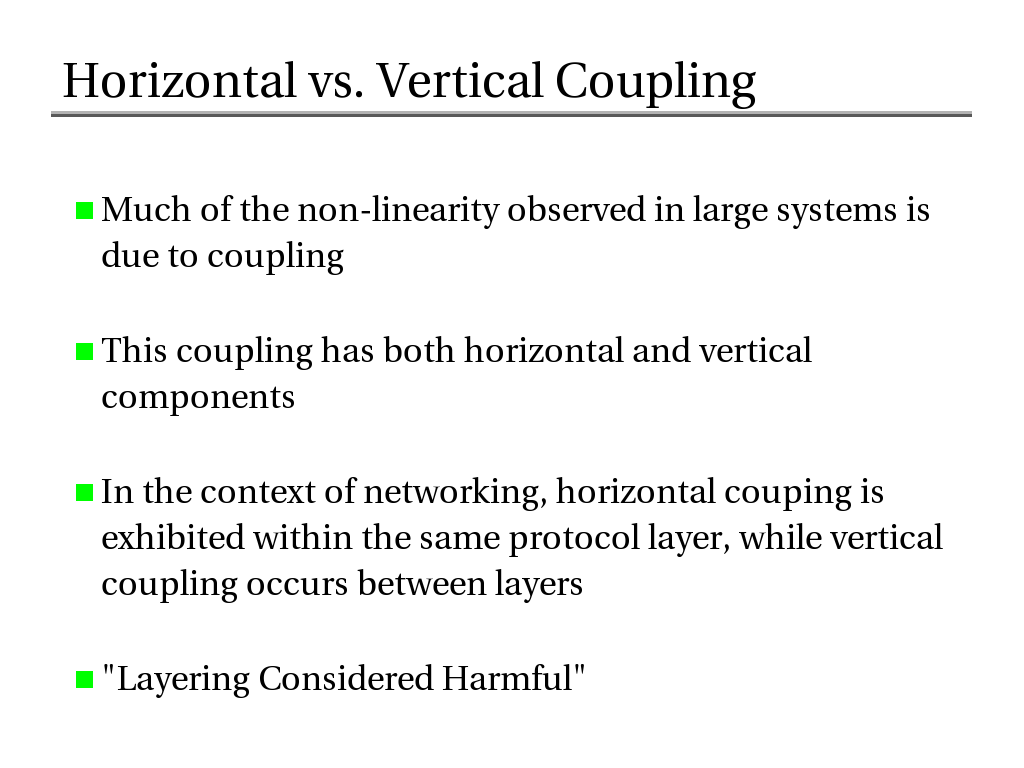 Horizontal vs. Vertical Coupling
Much of the non-linearity observed in large systems is
due to coupling
This coupling has both horizontal and vertical
components
In the context of networking, horizontal couping is
exhibited within the same protocol layer, while vertical
coupling occurs between layers
"Layering Considered Harmful"